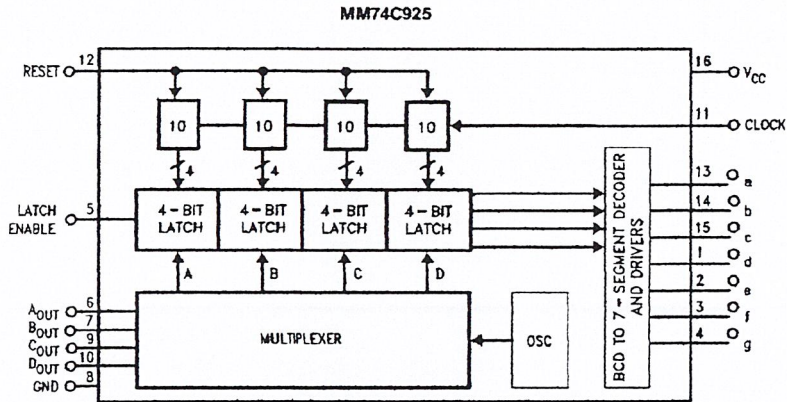 MM74C925
RESET 12
16 VCC
10 10 10 10
11 CLOCK
4 4 4 4
LATCH ENABLE 5
4-BIT LATCH
4-BIT LATCH
4-BIT LATCH
4-BIT LATCH
A B C D
AOUT 6
BOUT 7
COUT 9
DOUT 10
GND 8
MULTIPLEXER
OSC
BCD TO 7-SEGMENT DECODER
AND DRIVERS
13 a
14 b
15 c
1 d
2 e
3 f
4 g